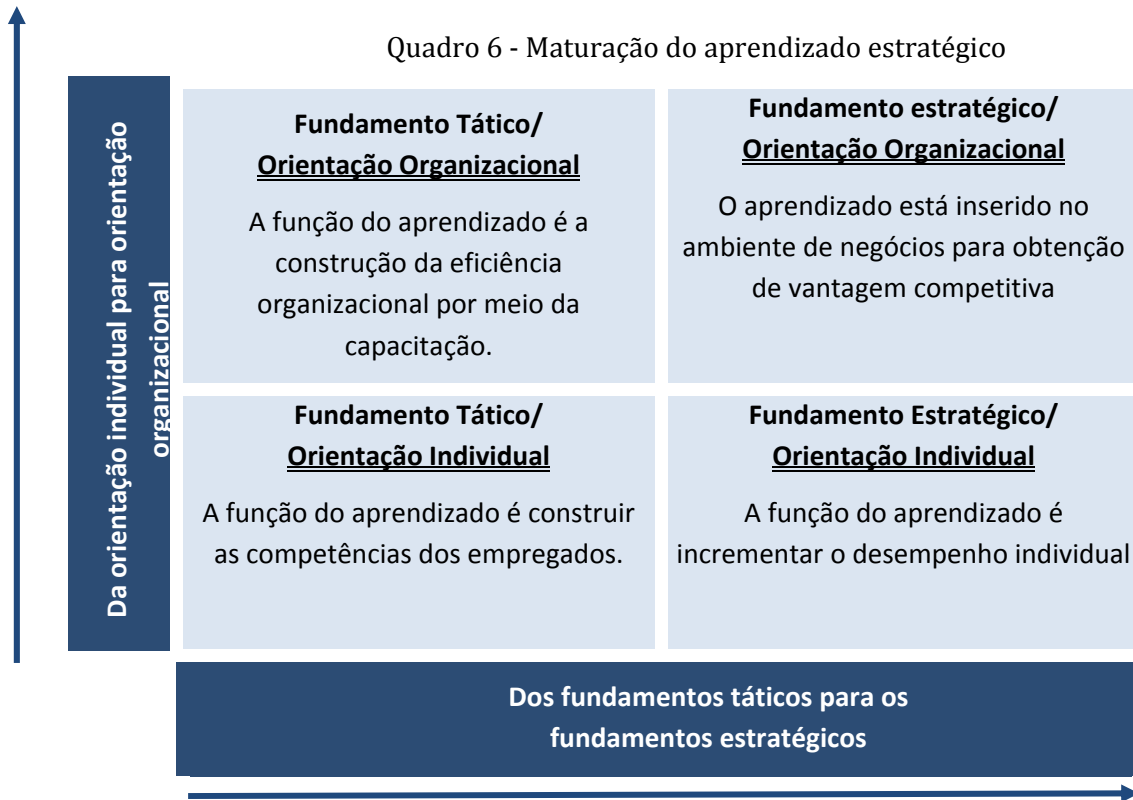 Quadro 6 - Maturação do aprendizado estratégico
Da orientação individual para orientação
organizacional
Fundamento Tático/
Orientação Organizacional
A função do aprendizado é a
construção da eficiência
organizacional por meio da
capacitação.
Fundamento estratégico/
Orientação Organizacional
O aprendizado está inserido no
ambiente de negócios para obtenção
de vantagem competitiva
Fundamento Tático/
Orientação Individual
A função do aprendizado é construir
as competências dos empregados.
Fundamento Estratégico/
Orientação Individual
A função do aprendizado é
incrementar o desempenho individual
Dos fundamentos táticos para os
fundamentos estratégicos